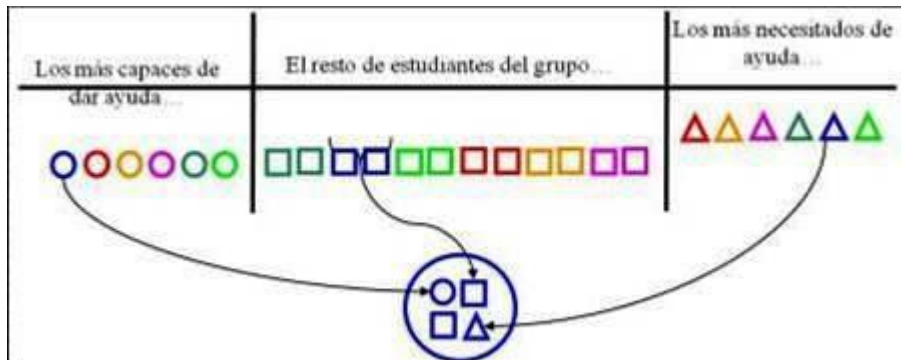 Los más capaces de
dar ayuda…
El resto de estudiantes del grupo…
Los más necesitados de
ayuda…